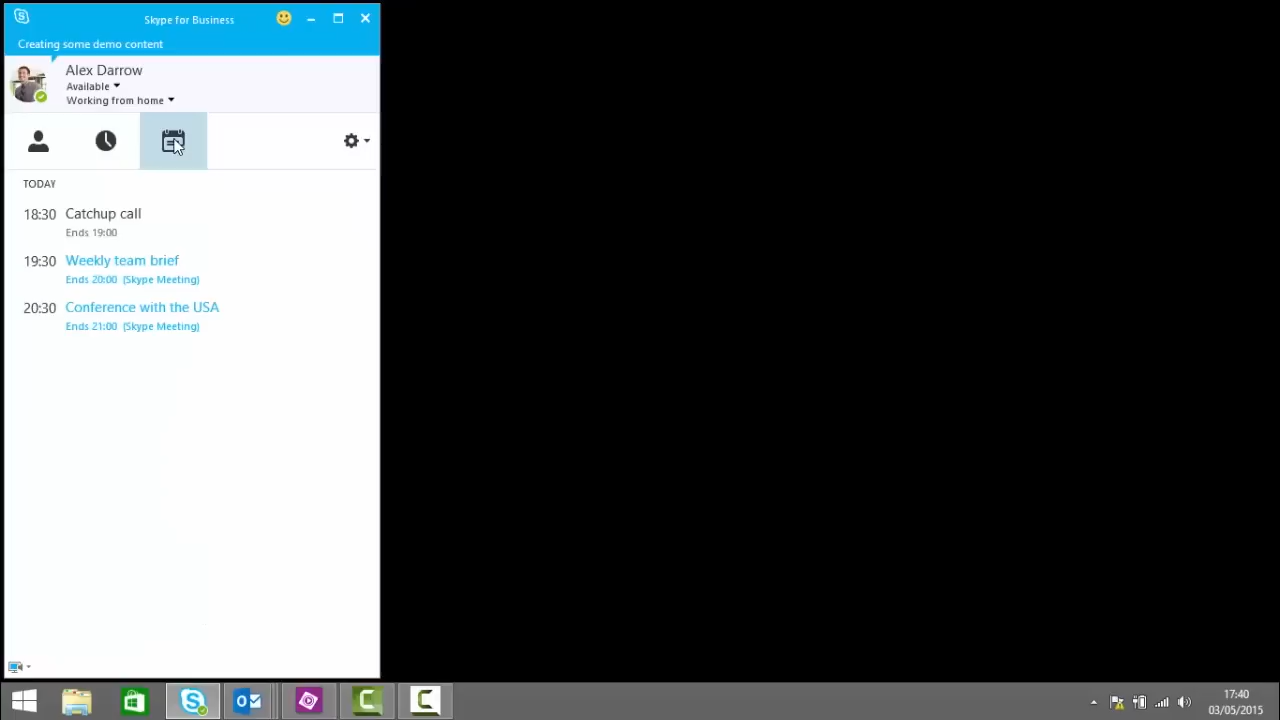 Skype for Business
Creating some demo content
Alex Darrow
Available
Working from home
TODAY
18:30 Catchup call
Ends 19:00
19:30 Weekly team brief
Ends 20:00 (Skype Meeting)
20:30 Conference with the USA
Ends 21:00 (Skype Meeting)
17:40
03/05/2015